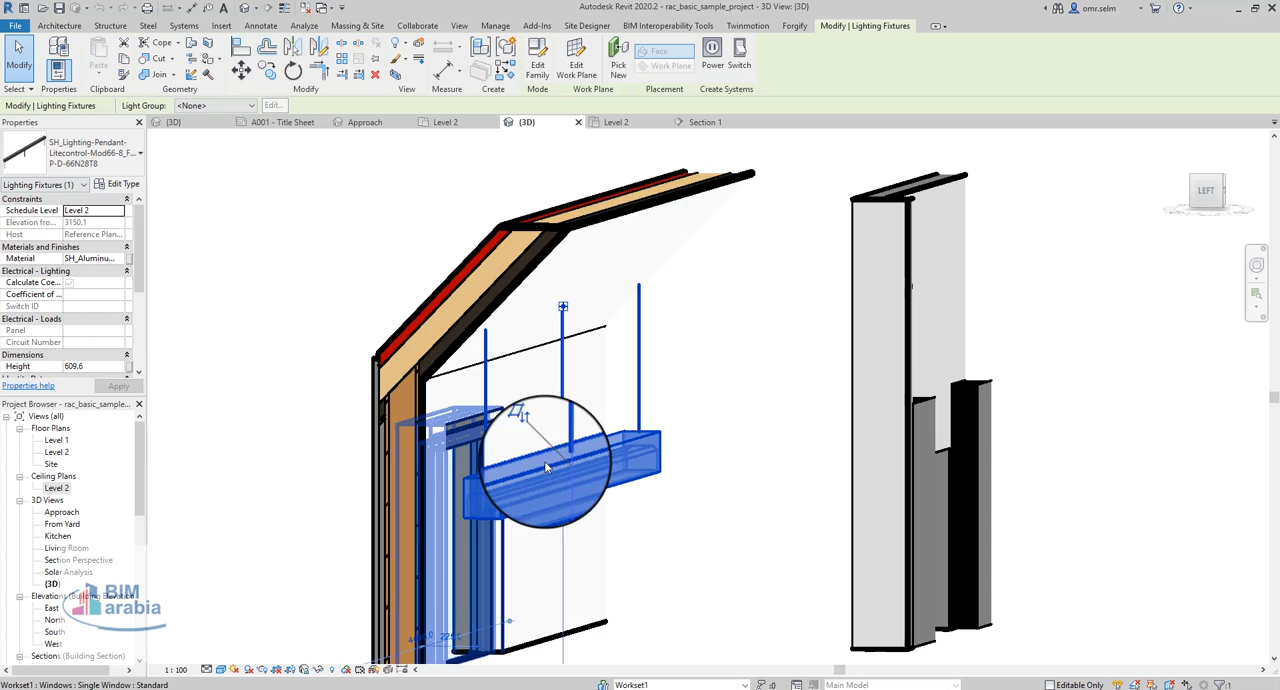 Autodesk Revit 2020.2 - rac_basic_sample_project - 3D View: {3D}
omr.selm
File Architecture Structure Steel Systems Insert Annotate Analyze Massing & Site Collaborate View Manage Add-Ins Site Designer BIM Interoperability Tools Twinmotion Forgify Modify | Lighting Fixtures
Modify
Paste
Cope
Cut
Join
Edit Family
Edit Work Plane
Pick New
Face
Work Plane
Power Switch
Select Properties Clipboard Geometry Modify View Measure Create Mode Work Plane Placement Create Systems
Modify | Lighting Fixtures Light Group: <None> Edit...
Properties
{3D} A001 - Title Sheet Approach Level 2 {3D} Level 2 Section 1
SH_Lighting-Pendant-
Litecontrol-Mod66-8_F...
P-D-66N28T8
Lighting Fixtures (1) Edit Type
Constraints
Schedule Level Level 2
Elevation fro... 3150.1
Host Reference Plan...
Materials and Finishes
Material SH_Aluminu...
Electrical - Lighting
Calculate Coe...
Coefficient of ...
Switch ID
Electrical - Loads
Panel
Circuit Number
Dimensions
Height 609.6
Properties help Apply
Project Browser - rac_basic_sample...
Views (all)
Floor Plans
Level 1
Level 2
Site
Ceiling Plans
Level 2
3D Views
Approach
From Yard
Kitchen
Living Room
Section Perspective
Solar Analysis
{3D}
Elevations (Building Elevation
East
North
South
West
Sections (Building Section)
BIM
arabia
LEFT
1 : 100
Workset1 : Windows : Single Window : Standard
Workset1
:0
Main Model
Editable Only
:1